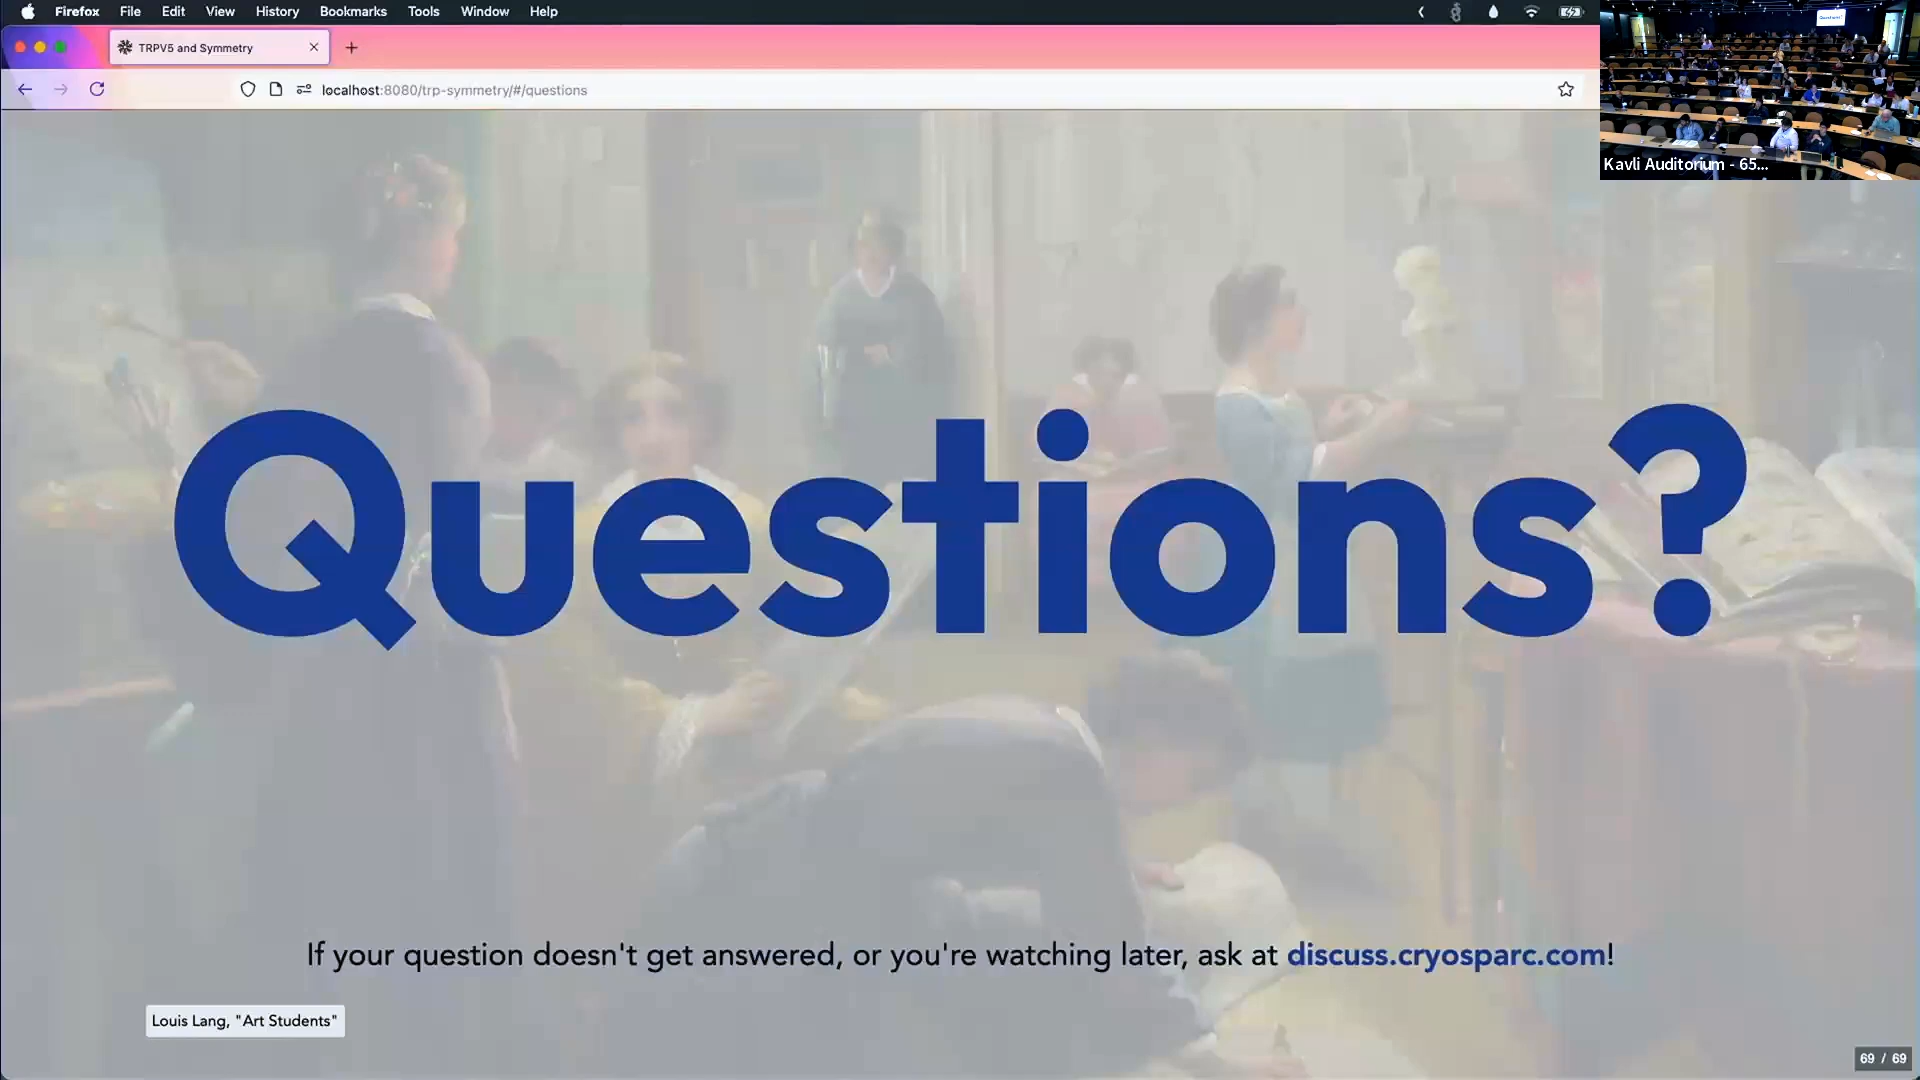 Firefox File Edit View History Bookmarks Tools Window Help
TRPV5 and Symmetry
localhost:8080/trp-symmetry/#/questions
Questions?
Kavli Auditorium - 65...
Questions?
If your question doesn't get answered, or you're watching later, ask at discuss.cryosparc.com!
Louis Lang, "Art Students"
69 / 69